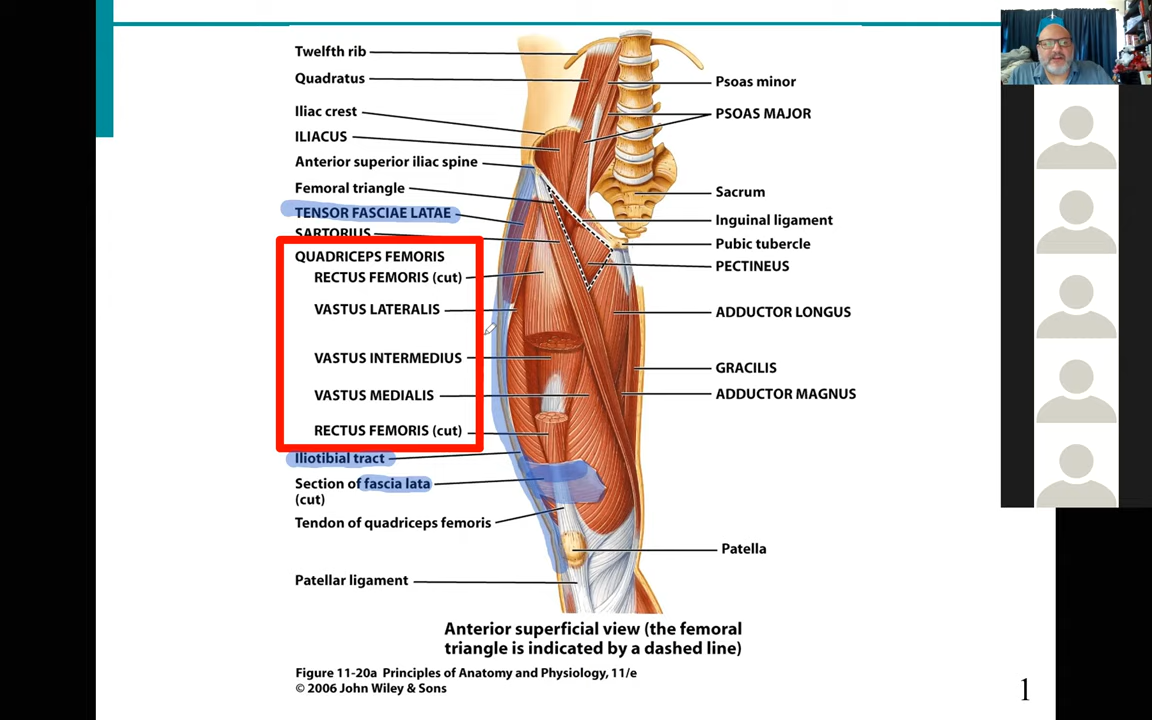 Twelfth rib
Quadratus
Iliac crest
ILIACUS
Anterior superior iliac spine
Femoral triangle
TENSOR FASCIAE LATAE
SARTORIUS
QUADRICEPS FEMORIS
RECTUS FEMORIS (cut)
VASTUS LATERALIS
VASTUS INTERMEDIUS
VASTUS MEDIALIS
RECTUS FEMORIS (cut)
Iliotibial tract
Section of fascia lata
(cut)
Tendon of quadriceps femoris
Patellar ligament
Psoas minor
PSOAS MAJOR
Sacrum
Inguinal ligament
Pubic tubercle
PECTINEUS
ADDUCTOR LONGUS
GRACILIS
ADDUCTOR MAGNUS
Patella
Anterior superficial view (the femoral
triangle is indicated by a dashed line)
Figure 11-20a Principles of Anatomy and Physiology, 11/e
© 2006 John Wiley & Sons
1